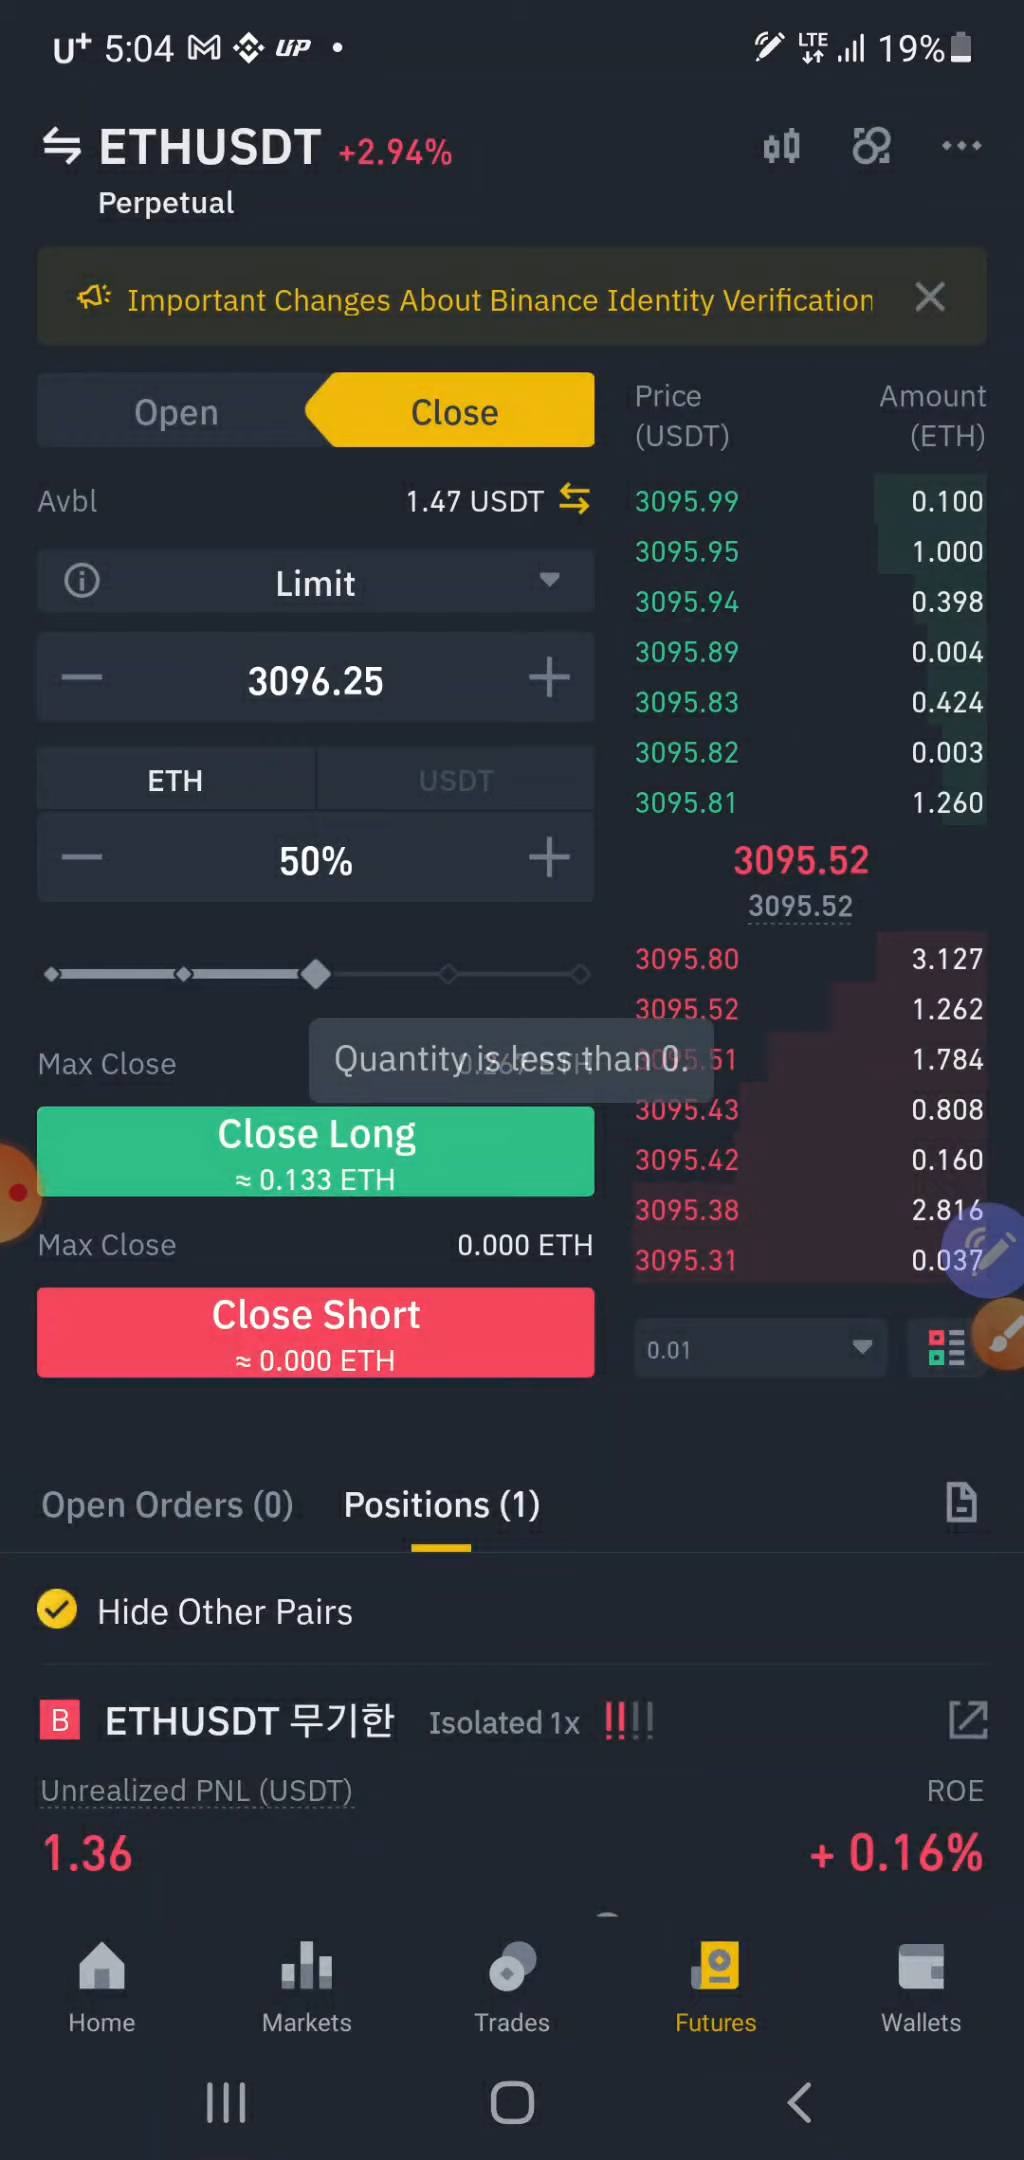 U+ 5:04 UP
LTE 19%
ETHUSDT +2.94%
Perpetual
Important Changes About Binance Identity Verification
Open Close
Avbl 1.47 USDT
Limit
3096.25
ETH USDT
50%
Max Close
Quantity is less than 0.
Close Long
≈ 0.133 ETH
Max Close 0.000 ETH
Close Short
≈ 0.000 ETH
Price Amount
(USDT) (ETH)
3095.99 0.100
3095.95 1.000
3095.94 0.398
3095.89 0.004
3095.83 0.424
3095.82 0.003
3095.81 1.260
3095.52
3095.52
3095.80 3.127
3095.52 1.262
3095.51 1.784
3095.43 0.808
3095.42 0.160
3095.38 2.816
3095.31 0.037
0.01
Open Orders (0) Positions (1)
Hide Other Pairs
B ETHUSDT 무기한 Isolated 1x !!!!
Unrealized PNL (USDT) ROE
1.36 + 0.16%
Home Markets Trades Futures Wallets